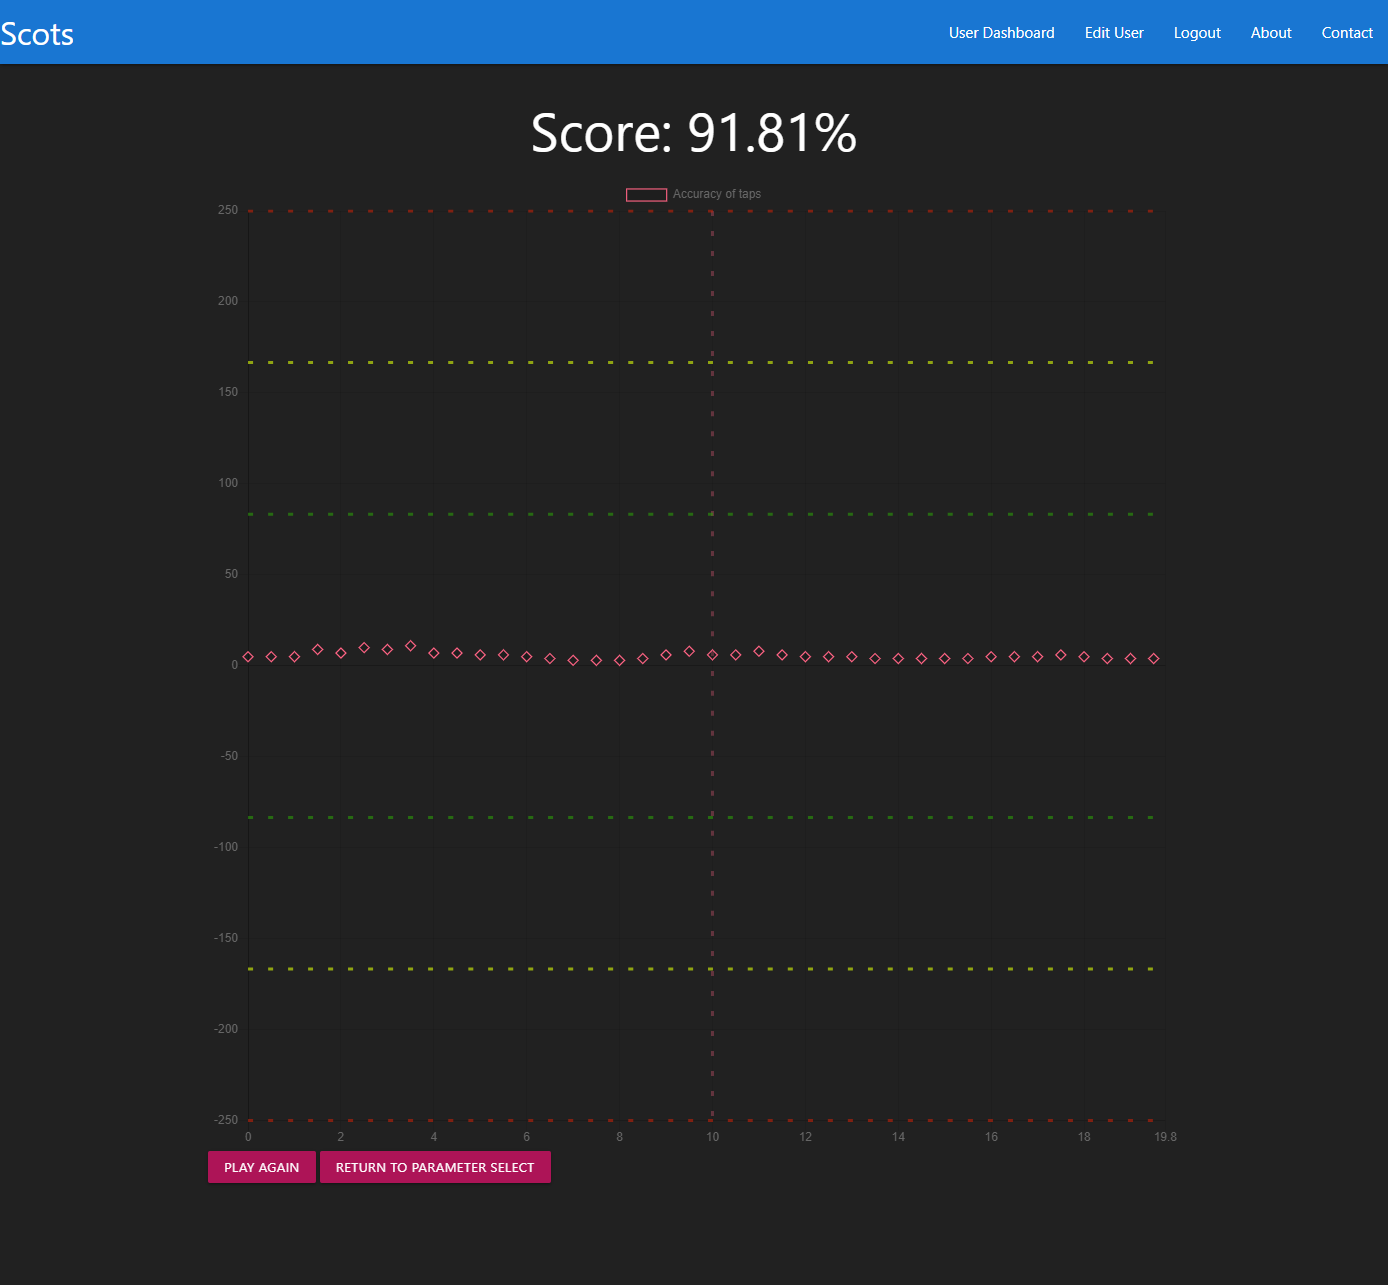 Scots
User Dashboard Edit User Logout About Contact
Score: 91.81%
Accuracy of taps
250
200
150
100
50
0
-50
-100
-150
-200
-250
0 2 4 6 8 10 12 14 16 18 19.8
PLAY AGAIN RETURN TO PARAMETER SELECT